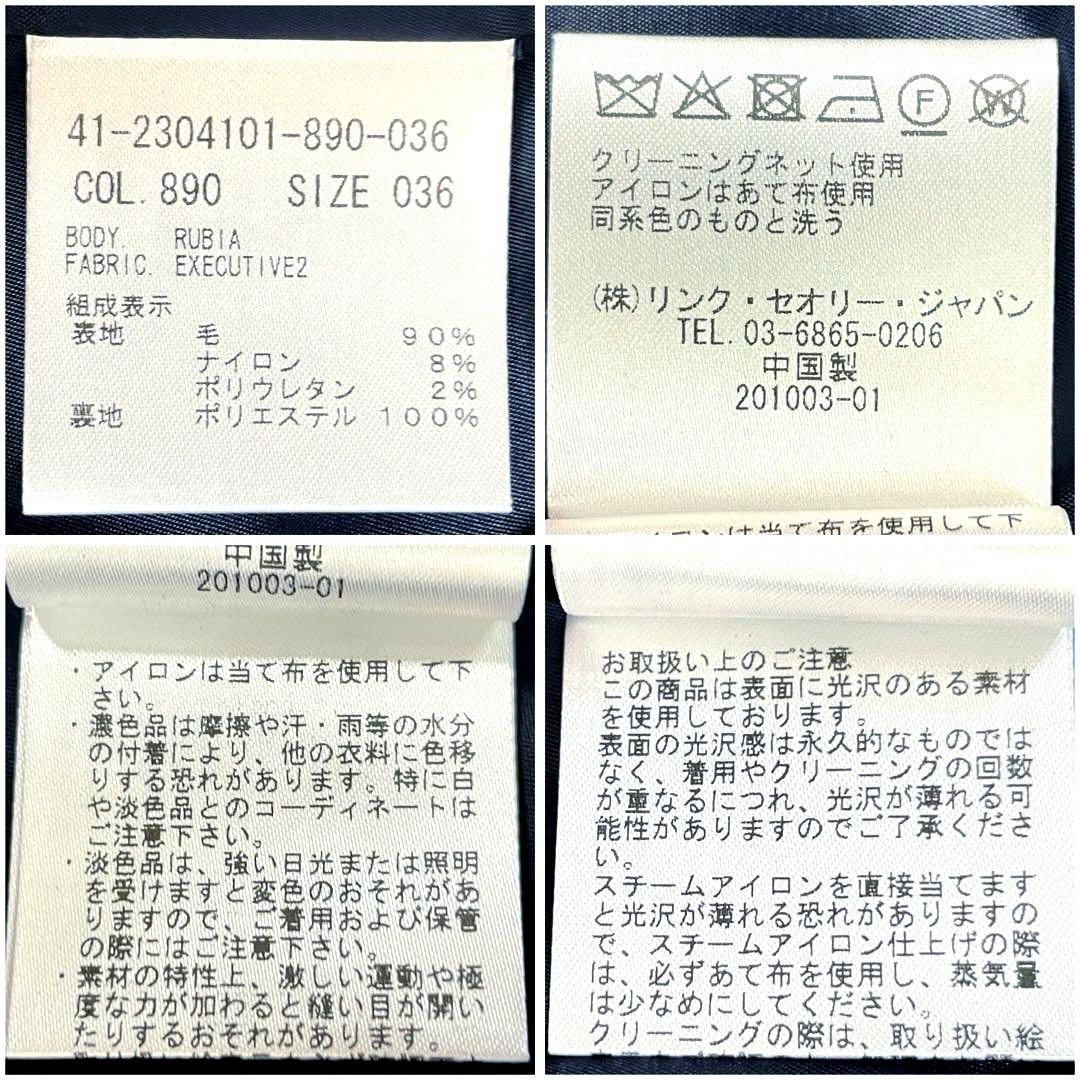 41-2304101-890-036
COL. 890 SIZE 036
BODY. RUBIA
FABRIC. EXECUTIVE2
組成表示
表地 毛 90%
ナイロン 8%
ポリウレタン 2%
裏地 ポリエステル 100%
F
W
クリーニングネット使用
アイロンはあて布使用
同系色のものと洗う
(株)リンク・セオリー・ジャパン
TEL. 03-6865-0206
中国製
201003-01
アイロンは当て布を使用して下
中国製
201003-01
・アイロンは当て布を使用して下
さい。
・濃色品は摩擦や汗・雨等の水分
の付着により、他の衣料に色移
りする恐れがあります。特に白
や淡色品とのコーディネートは
ご注意下さい。
・淡色品は、強い日光または照明
を受けますと変色のおそれがあ
りますので、ご着用および保管
の際にはご注意下さい。
・素材の特性上、激しい運動や極
度な力が加わると縫い目が開い
たりするおそれがあります。
お取扱い上のご注意
この商品は表面に光沢のある素材
を使用しております。
表面の光沢感は永久的なものでは
なく、着用やクリーニングの回数
が重なるにつれ、光沢が薄れる可
能性がありますのでご了承くださ
い。
スチームアイロンを直接当てます
と光沢が薄れる恐れがありますの
で、スチームアイロン仕上げの際
は、必ずあて布を使用し、蒸気量
は少なめにしてください。
クリーニングの際は、取り扱い絵